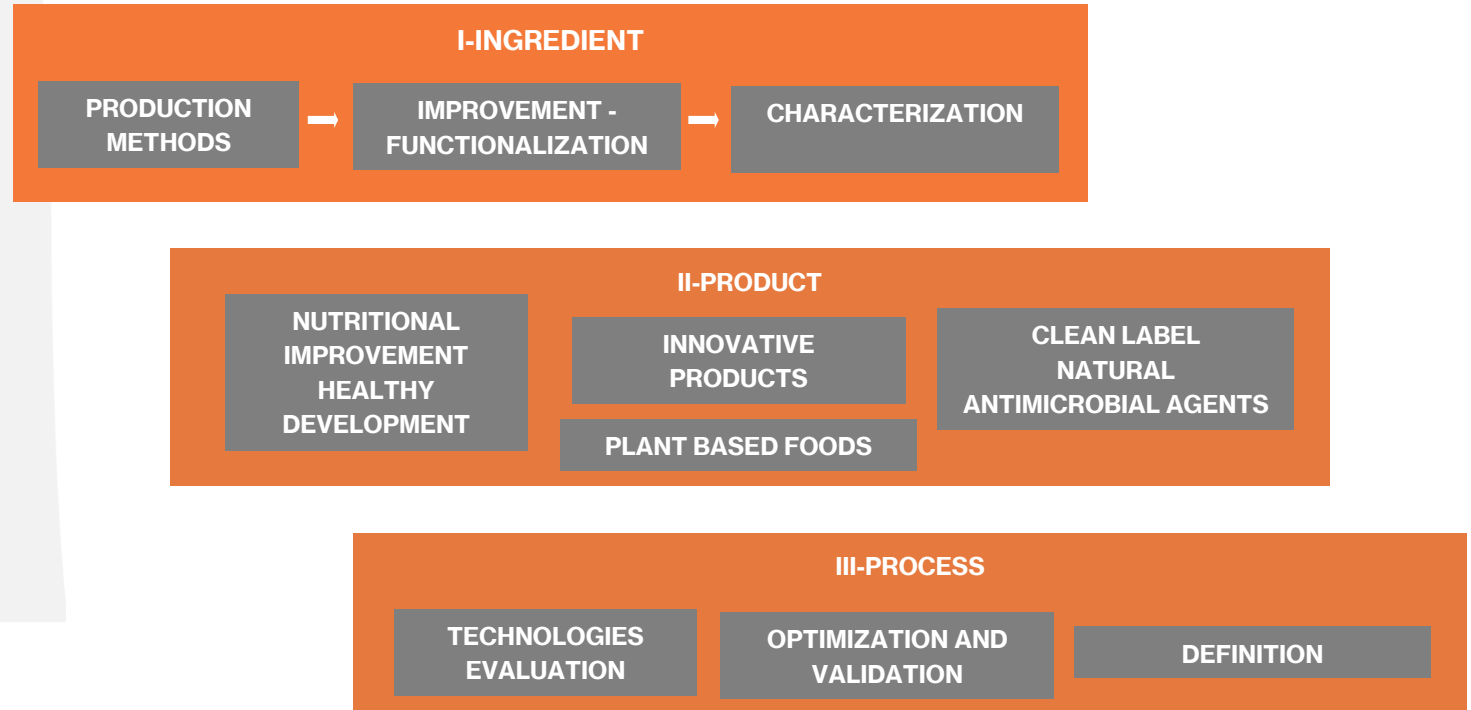 I-INGREDIENT
PRODUCTION
METHODS
IMPROVEMENT -
FUNCTIONALIZATION
CHARACTERIZATION
II-PRODUCT
NUTRITIONAL
IMPROVEMENT
HEALTHY
DEVELOPMENT
INNOVATIVE
PRODUCTS
PLANT BASED FOODS
CLEAN LABEL
NATURAL
ANTIMICROBIAL AGENTS
III-PROCESS
TECHNOLOGIES
EVALUATION
OPTIMIZATION AND
VALIDATION
DEFINITION